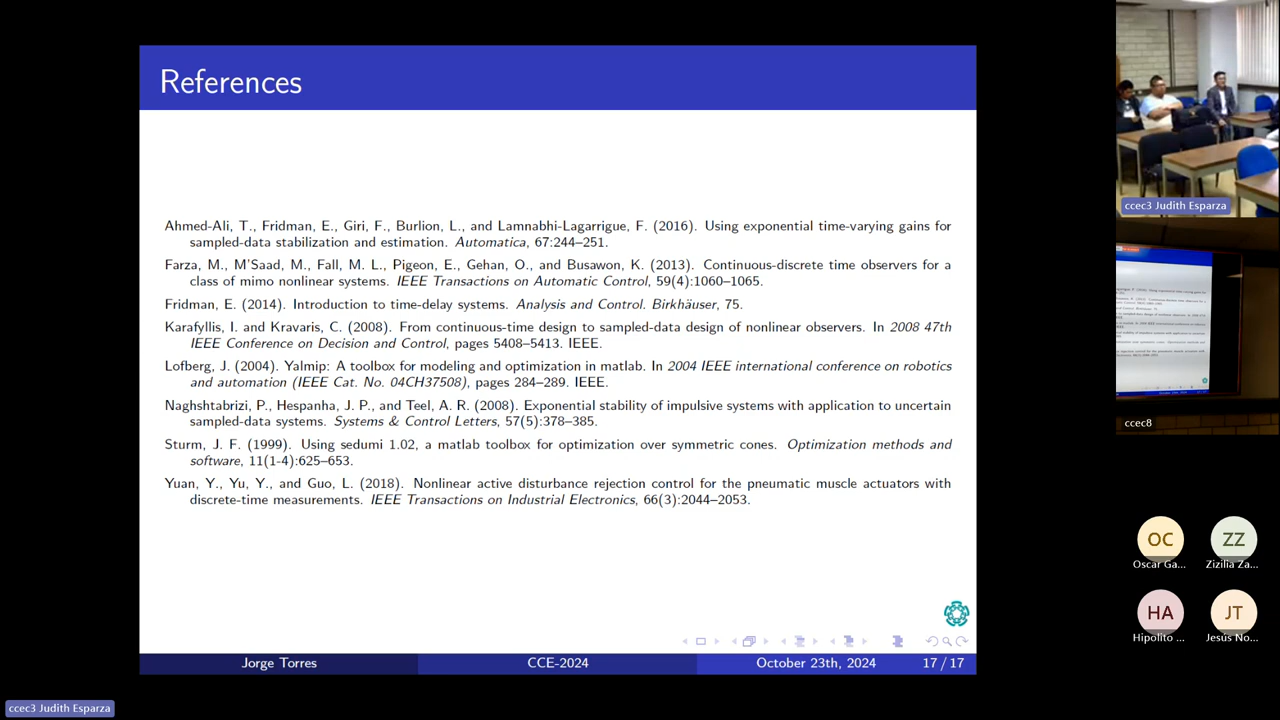 References
Ahmed-Ali, T., Fridman, E., Giri, F., Burlion, L., and Lamnabhi-Lagarrigue, F. (2016). Using exponential time-varying gains for
sampled-data stabilization and estimation. Automatica, 67:244–251.
Farza, M., M'Saad, M., Fall, M. L., Pigeon, E., Gehan, O., and Busawon, K. (2013). Continuous-discrete time observers for a
class of mimo nonlinear systems. IEEE Transactions on Automatic Control, 59(4):1060–1065.
Fridman, E. (2014). Introduction to time-delay systems. Analysis and Control. Birkhäuser, 75.
Karafyllis, I. and Kravaris, C. (2008). From continuous-time design to sampled-data design of nonlinear observers. In 2008 47th
IEEE Conference on Decision and Control, pages 5408–5413. IEEE.
Lofberg, J. (2004). Yalmip: A toolbox for modeling and optimization in matlab. In 2004 IEEE international conference on robotics
and automation (IEEE Cat. No. 04CH37508), pages 284–289. IEEE.
Naghshtabrizi, P., Hespanha, J. P., and Teel, A. R. (2008). Exponential stability of impulsive systems with application to uncertain
sampled-data systems. Systems & Control Letters, 57(5):378–385.
Sturm, J. F. (1999). Using sedumi 1.02, a matlab toolbox for optimization over symmetric cones. Optimization methods and
software, 11(1-4):625–653.
Yuan, Y., Yu, Y., and Guo, L. (2018). Nonlinear active disturbance rejection control for the pneumatic muscle actuators with
discrete-time measurements. IEEE Transactions on Industrial Electronics, 66(3):2044–2053.
Jorge Torres CCE-2024 October 23th, 2024 17 / 17
ccec3 Judith Esparza
ccec3 Judith Esparza
ccec8
OC
Oscar Ga...
ZZ
Zizilia Za...
HA
Hipolito ...
JT
Jesús No...